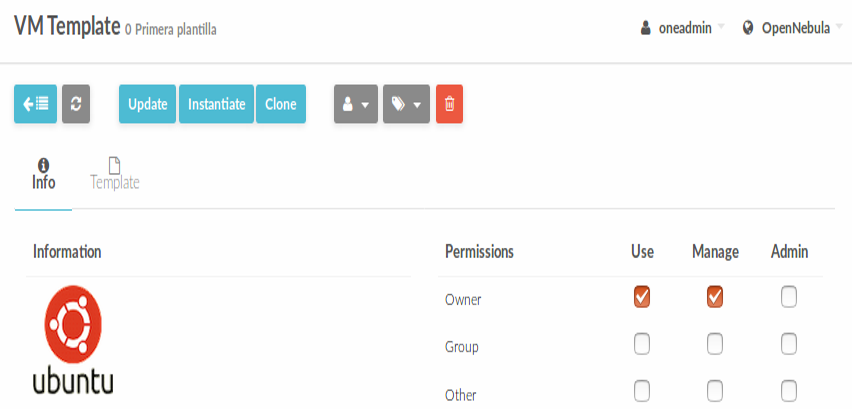 VM Template 0 Primera plantilla
oneadmin OpenNebula
Update Instantiate Clone
Info Template
Information
Permissions Use Manage Admin
ubuntu
Owner
Group
Other